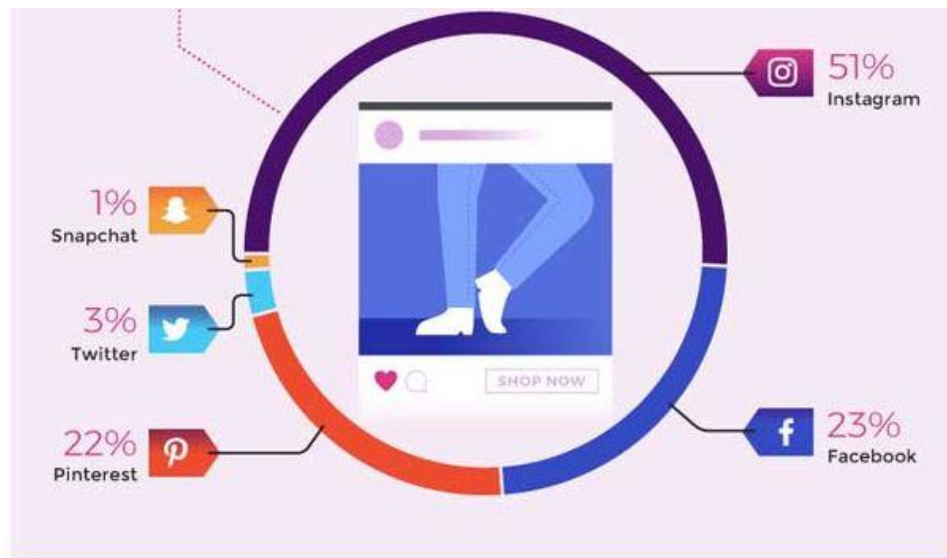 51%
Instagram
1%
Snapchat
3%
Twitter
SHOP NOW
22%
Pinterest
23%
Facebook